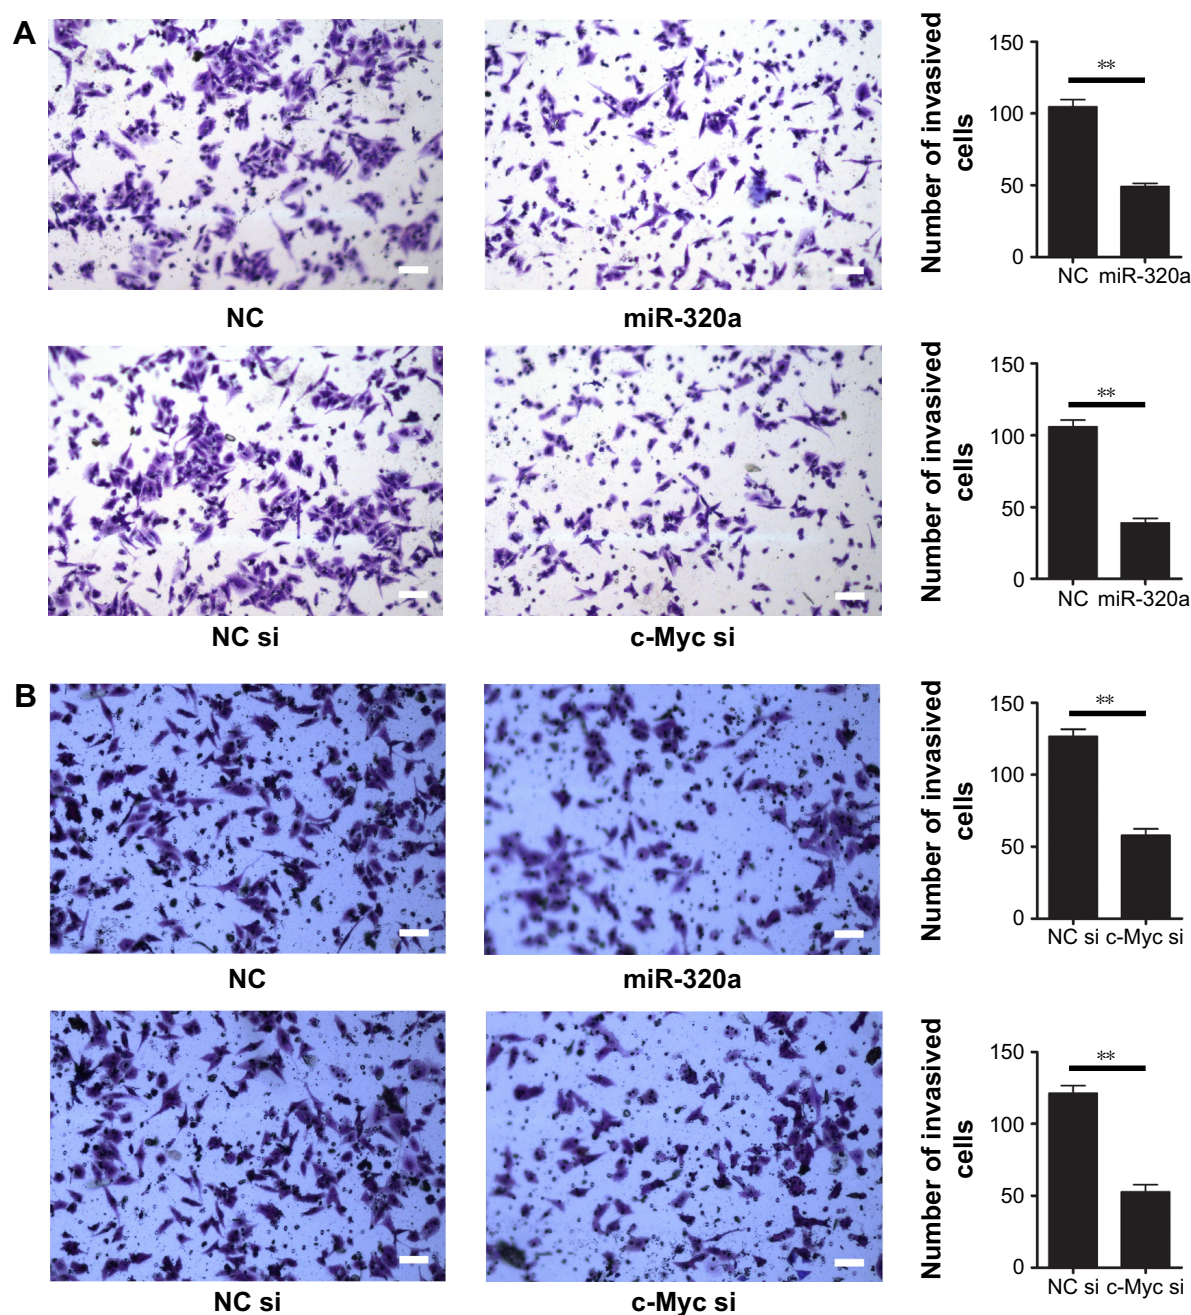 A
NC
miR-320a
Number of invasived
cells
150
100
50
0
**
NC miR-320a
NC si
c-Myc si
Number of invasived
cells
150
100
50
0
**
NC miR-320a
B
NC
miR-320a
Number of invasived
cells
150
100
50
0
**
NC si c-Myc si
NC si
c-Myc si
Number of invasived
cells
150
100
50
0
**
NC si c-Myc si